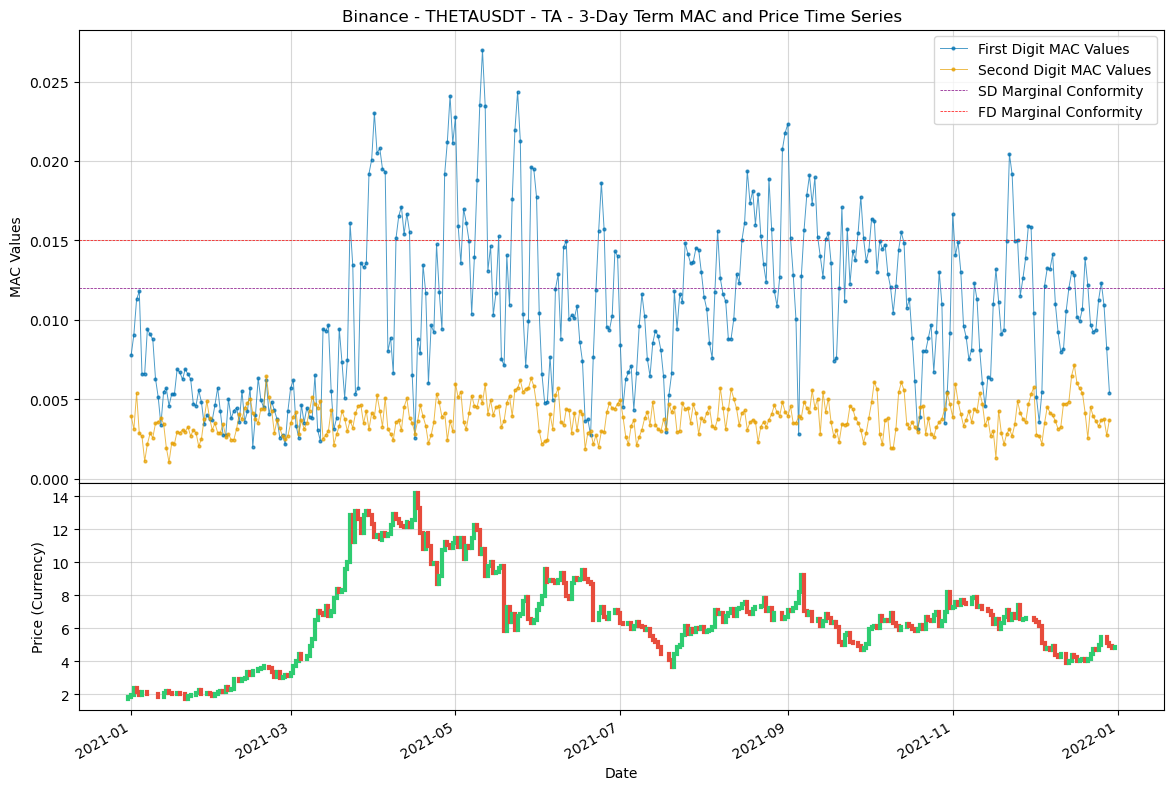 Binance - THETAUSDT - TA - 3-Day Term MAC and Price Time Series
First Digit MAC Values
Second Digit MAC Values
SD Marginal Conformity
FD Marginal Conformity
MAC Values
0.025
0.020
0.015
0.010
0.005
0.000
Price (Currency)
14
12
10
8
6
4
2
2021-01
2021-03
2021-05
2021-07
2021-09
2021-11
2022-01
Date